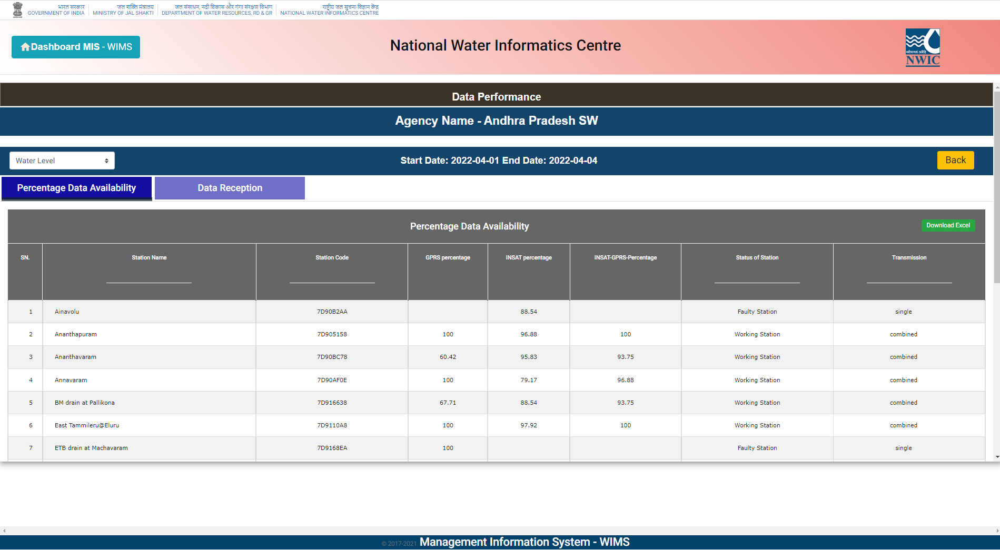 भारत सरकार
GOVERNMENT OF INDIA
जल शक्ति मंत्रालय
MINISTRY OF JAL SHAKTI
जल संसाधन, नदी विकास और गंगा संरक्षण विभाग
DEPARTMENT OF WATER RESOURCES, RD & GR
राष्ट्रीय जल सूचना-विज्ञान केंद्र
NATIONAL WATER INFORMATICS CENTRE
Dashboard MIS - WIMS
National Water Informatics Centre
NWIC
Data Performance
Agency Name - Andhra Pradesh SW
Water Level
Start Date: 2022-04-01 End Date: 2022-04-04
Back
Percentage Data Availability
Data Reception
Percentage Data Availability
Download Excel
SN. Station Name Station Code GPRS percentage INSAT percentage INSAT-GPRS-Percentage Status of Station Transmission
1 Ainavolu 7D90B2AA 88.54 Faulty Station single
2 Ananthapuram 7D905158 100 96.88 100 Working Station combined
3 Ananthavaram 7D90BC78 60.42 95.83 93.75 Working Station combined
4 Annavaram 7D90AF0E 100 79.17 96.88 Working Station combined
5 BM drain at Pallikona 7D916638 67.71 88.54 93.75 Working Station combined
6 East Tammileru@Eluru 7D9110A8 100 97.92 100 Working Station combined
7 ETB drain at Machavaram 7D9168EA 100 Faulty Station single
© 2017-2021 Management Information System - WIMS